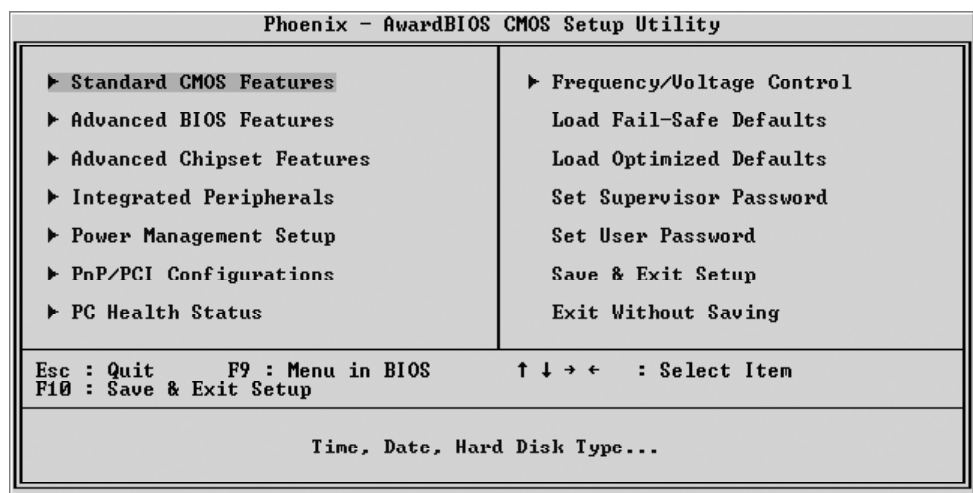 Phoenix - AwardBIOS CMOS Setup Utility
▶ Standard CMOS Features
▶ Advanced BIOS Features
▶ Advanced Chipset Features
▶ Integrated Peripherals
▶ Power Management Setup
▶ PnP/PCI Configurations
▶ PC Health Status
▶ Frequency/Voltage Control
Load Fail-Safe Defaults
Load Optimized Defaults
Set Supervisor Password
Set User Password
Save & Exit Setup
Exit Without Saving
Esc : Quit F9 : Menu in BIOS ↑ ↓ → ← : Select Item
F10 : Save & Exit Setup
Time, Date, Hard Disk Type...